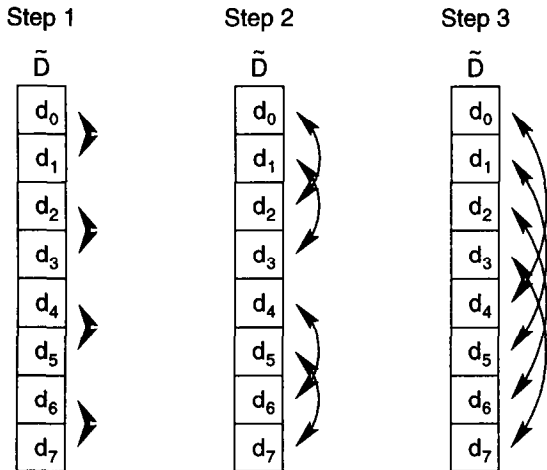 Step 1 Step 2 Step 3
D̃ D̃ D̃
d₀ d₀ d₀
d₁ d₁ d₁
d₂ d₂ d₂
d₃ d₃ d₃
d₄ d₄ d₄
d₅ d₅ d₅
d₆ d₆ d₆
d₇ d₇ d₇